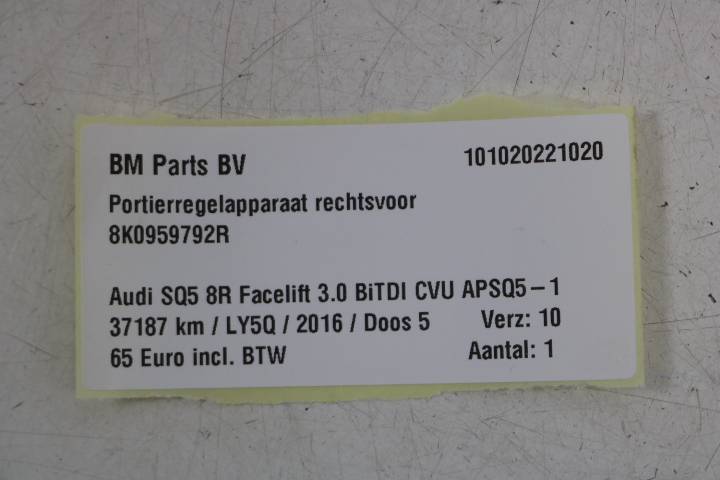 BM Parts BV 101020221020
Portierregelapparaat rechtsvoor
8K0959792R
Audi SQ5 8R Facelift 3.0 BiTDI CVU APSQ5-1
37187 km / LY5Q / 2016 / Doos 5 Verz: 10
65 Euro incl. BTW Aantal: 1